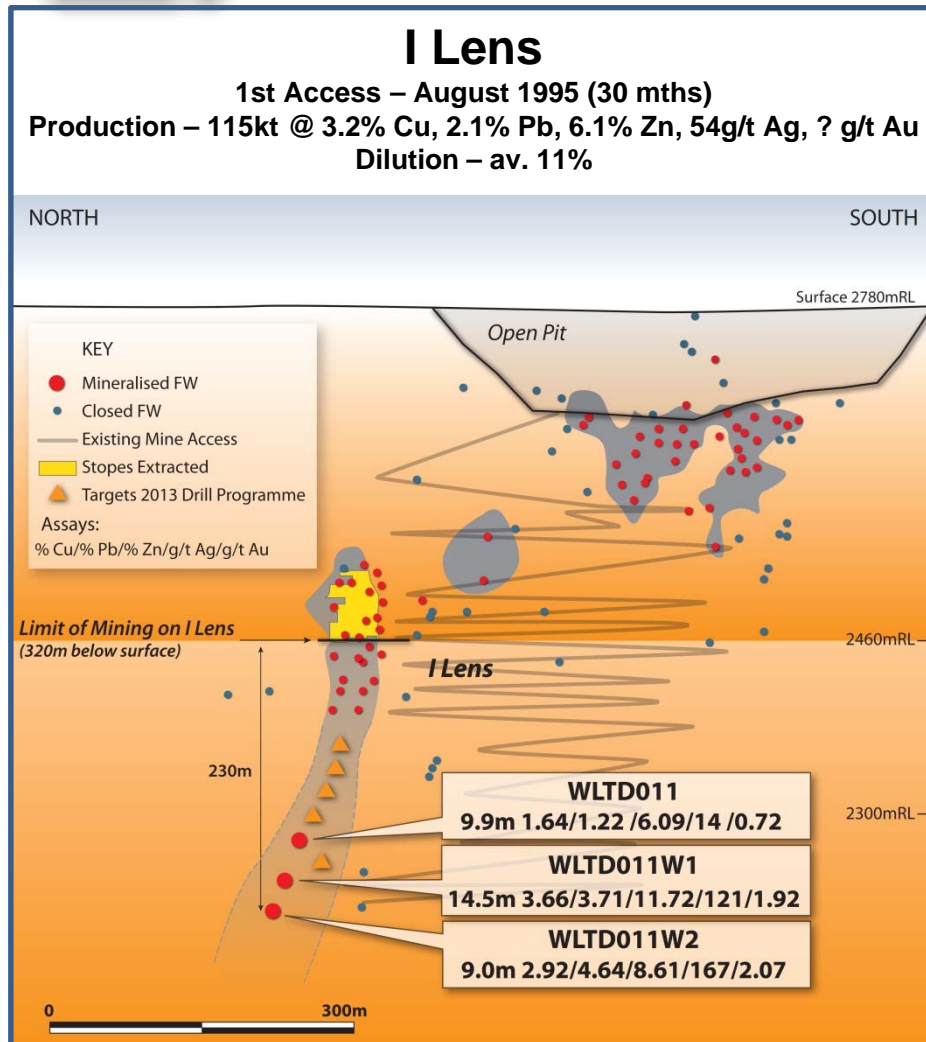 I Lens
1st Access – August 1995 (30 mths)
Production – 115kt @ 3.2% Cu, 2.1% Pb, 6.1% Zn, 54g/t Ag, ? g/t Au
Dilution – av. 11%
NORTH
SOUTH
Surface 2780mRL
Open Pit
KEY
Mineralised FW
Closed FW
Existing Mine Access
Stopes Extracted
Targets 2013 Drill Programme
Assays:
% Cu/% Pb/% Zn/g/t Ag/g/t Au
Limit of Mining on I Lens
(320m below surface)
2460mRL
I Lens
230m
2300mRL
WLTD011
9.9m 1.64/1.22 /6.09/14 /0.72
WLTD011W1
14.5m 3.66/3.71/11.72/121/1.92
WLTD011W2
9.0m 2.92/4.64/8.61/167/2.07
0
300m